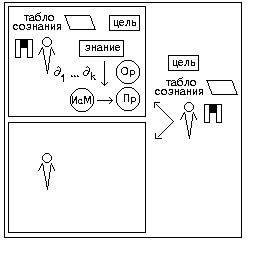 табло
сознания
цель
знание
∂1 ... ∂k
Ор
ИсМ
Пр
цель
табло
сознания